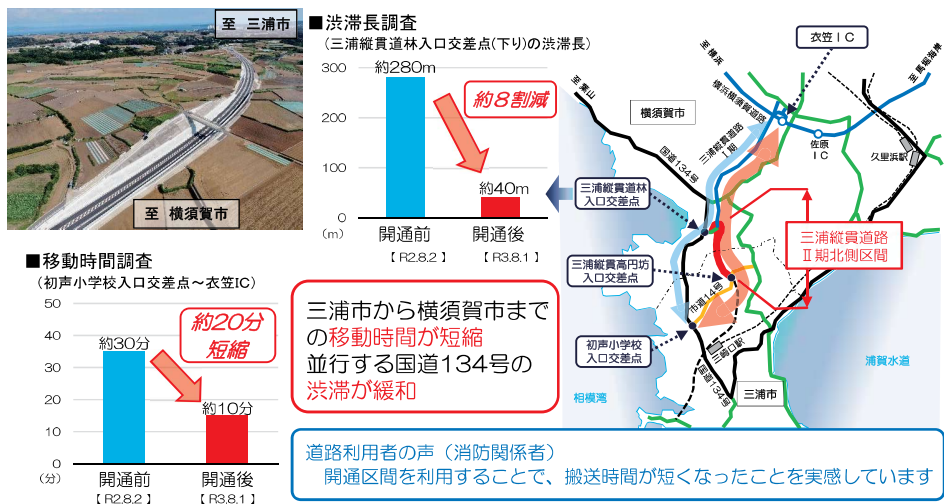 至 三浦市
至 横須賀市
■渋滞長調査
(三浦縦貫道林入口交差点(下り)の渋滞長)
300
200
100
0
(m)
約280m
約8割減
約40m
開通前
開通後
【 R2.8.2 】
【 R3.8.1 】
■移動時間調査
(初声小学校入口交差点～衣笠IC)
50
40
30
20
10
0
(分)
約30分
約20分
短縮
約10分
開通前
開通後
【 R2.8.2 】
【 R3.8.1 】
三浦市から横須賀市まで
の移動時間が短縮
並行する国道134号の
渋滞が緩和
至 横浜
衣笠ＩＣ
至 馬堀海岸
至 葉山
横須賀市
横浜横須賀道路
三浦縦貫道路
Ⅰ期
佐原
ＩＣ
久里浜駅
国道134号
三浦縦貫道林
入口交差点
三浦縦貫道路
Ⅱ期北側区間
三浦縦貫高円坊
入口交差点
市道14号
初声小学校
入口交差点
三崎口駅
国道134号
浦賀水道
相模湾
三浦市
道路利用者の声（消防関係者）
開通区間を利用することで、搬送時間が短くなったことを実感しています